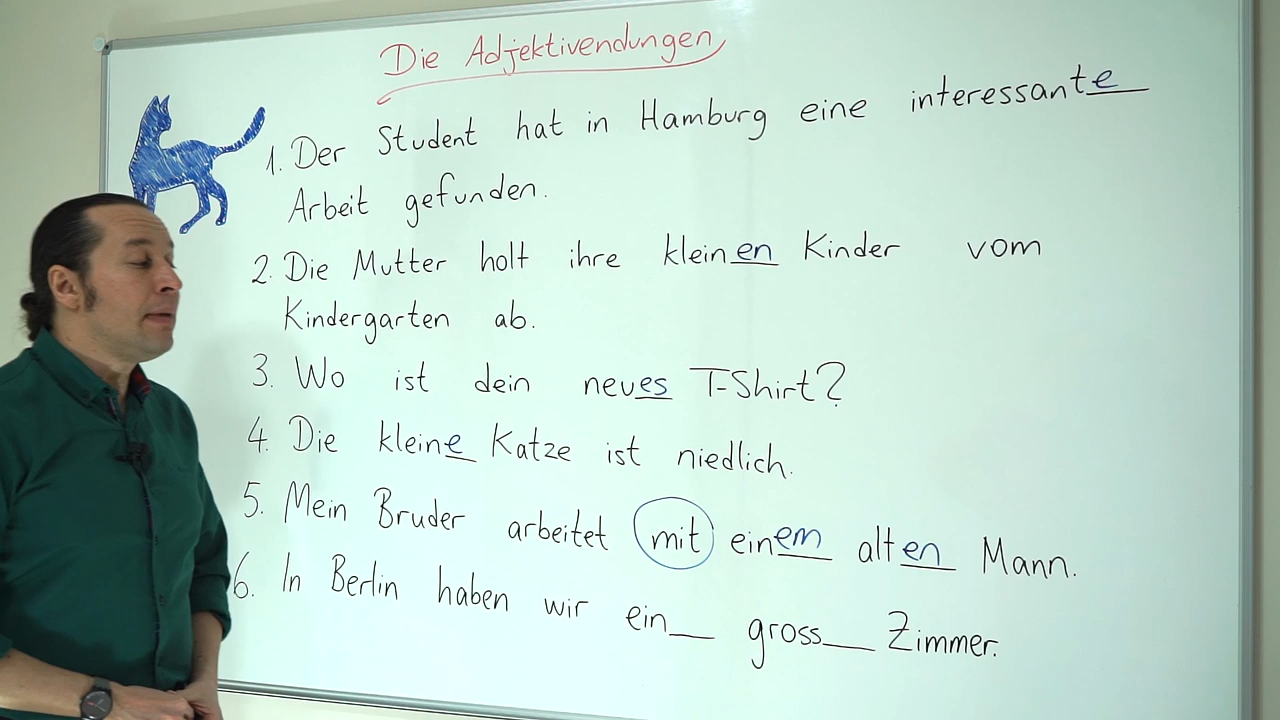 Die Adjektivendungen
1. Der Student hat in Hamburg eine interessante
Arbeit gefunden.
2. Die Mutter holt ihre kleinen Kinder vom
Kindergarten ab.
3. Wo ist dein neues T-Shirt?
4. Die kleine Katze ist niedlich.
5. Mein Bruder arbeitet mit einem alten Mann.
6. In Berlin haben wir ein__ gross__ Zimmer.